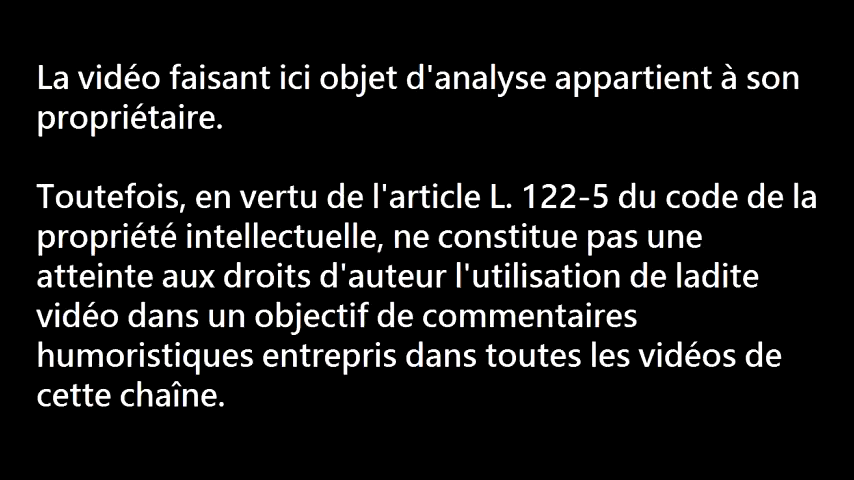 La vidéo faisant ici objet d'analyse appartient à son
propriétaire.
Toutefois, en vertu de l'article L. 122-5 du code de la
propriété intellectuelle, ne constitue pas une
atteinte aux droits d'auteur l'utilisation de ladite
vidéo dans un objectif de commentaires
humoristiques entrepris dans toutes les vidéos de
cette chaîne.